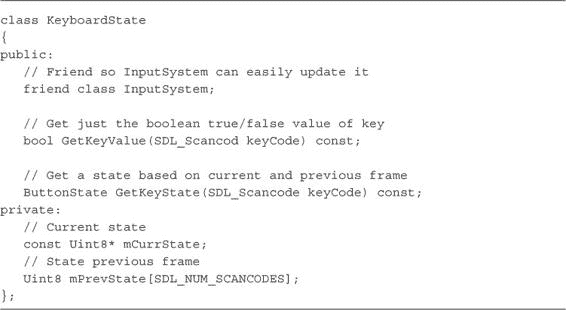 class KeyboardState
{
public:
   // Friend so InputSystem can easily update it
   friend class InputSystem;

   // Get just the boolean true/false value of key
   bool GetKeyValue(SDL_Scancod keyCode) const;

   // Get a state based on current and previous frame
   ButtonState GetKeyState(SDL_Scancode keyCode) const;
private:
   // Current state
   const Uint8* mCurrState;
   // State previous frame
   Uint8 mPrevState[SDL_NUM_SCANCODES];
};